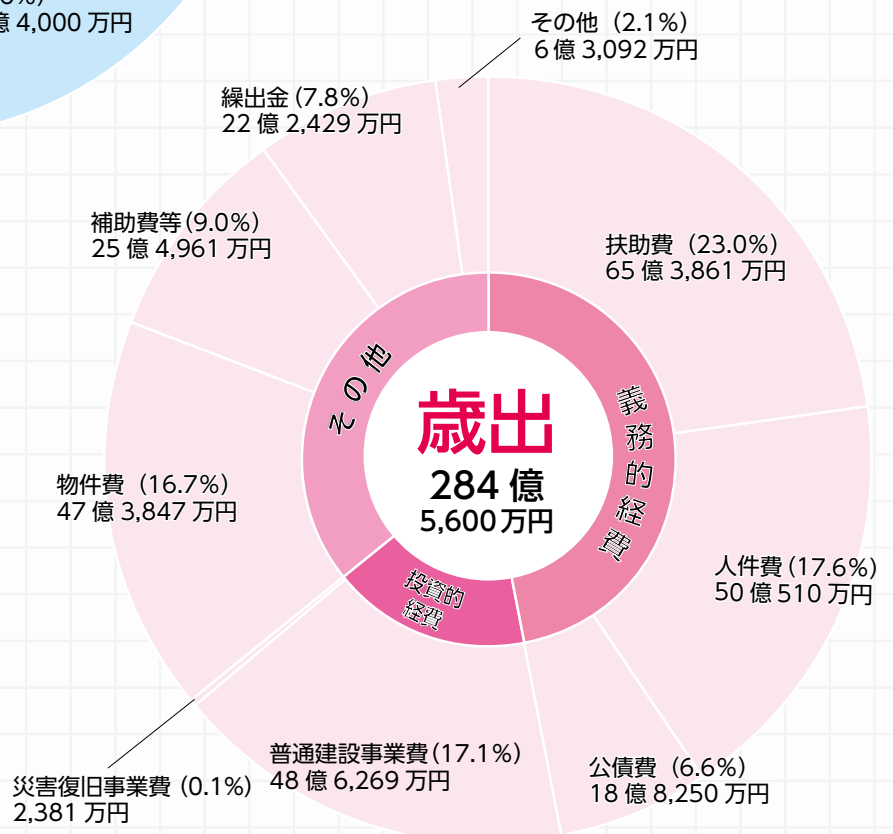 億 4,000 万円
その他（2.1%）
6億 3,092 万円
繰出金（7.8%）
22 億 2,429 万円
補助費等（9.0%）
25 億 4,961 万円
扶助費（23.0%）
65 億 3,861 万円
その他
歳出
284 億
5,600 万円
義務的経費
物件費（16.7%）
47 億 3,847 万円
投資的
経費
人件費（17.6%）
50 億 510 万円
普通建設事業費（17.1%）
48 億 6,269 万円
公債費（6.6%）
18 億 8,250 万円
災害復旧事業費（0.1%）
2,381 万円